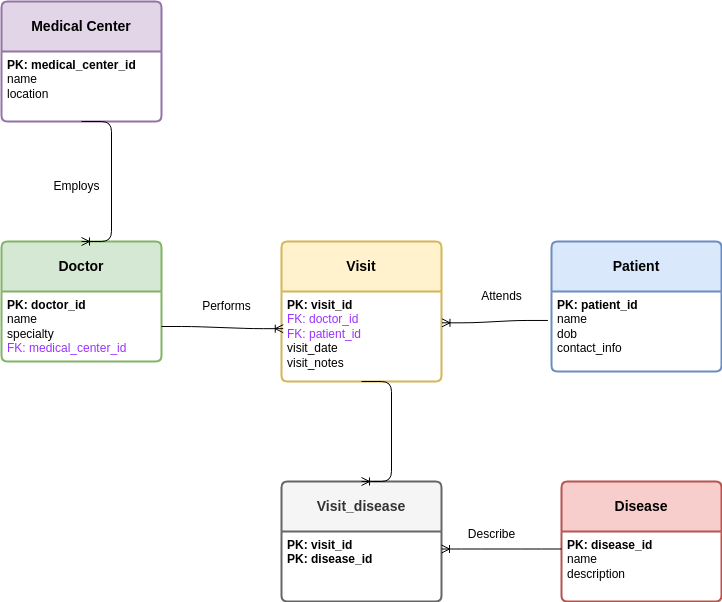 Medical Center
PK: medical_center_id
name
location
Employs
Doctor
PK: doctor_id
name
specialty
FK: medical_center_id
Performs
Visit
PK: visit_id
FK: doctor_id
FK: patient_id
visit_date
visit_notes
Attends
Patient
PK: patient_id
name
dob
contact_info
Visit_disease
PK: visit_id
PK: disease_id
Describe
Disease
PK: disease_id
name
description